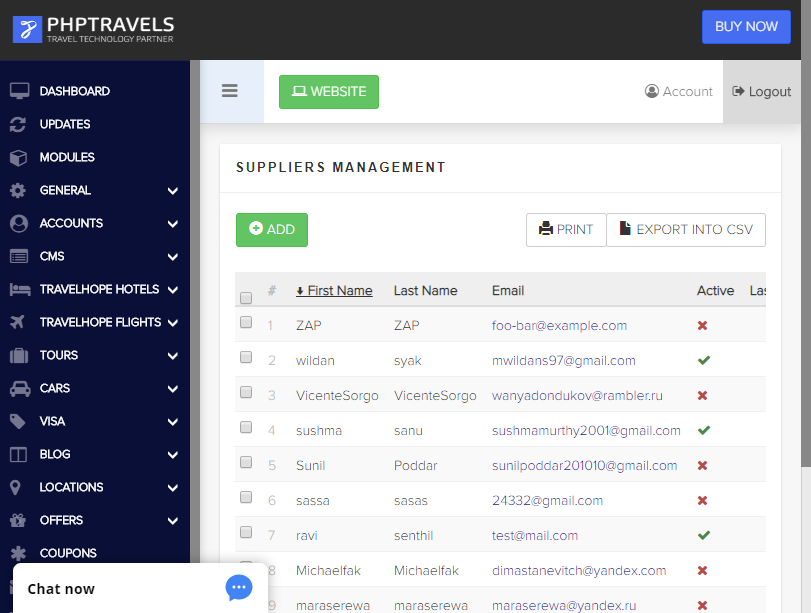 PHPTRAVELS
TRAVEL TECHNOLOGY PARTNER
BUY NOW
DASHBOARD
UPDATES
MODULES
GENERAL
ACCOUNTS
CMS
TRAVELHOPE HOTELS
TRAVELHOPE FLIGHTS
TOURS
CARS
VISA
BLOG
LOCATIONS
OFFERS
COUPONS
Chat now
WEBSITE
Account
Logout
SUPPLIERS MANAGEMENT
ADD
PRINT
EXPORT INTO CSV
# First Name Last Name Email Active Las
1 ZAP ZAP foo-bar@example.com
2 wildan syak mwildans97@gmail.com
3 VicenteSorgo VicenteSorgo wanyadondukov@rambler.ru
4 sushma sanu sushmamurthy2001@gmail.com
5 Sunil Poddar sunilpoddar201010@gmail.com
6 sassa sasas 24332@gmail.com
7 ravi senthil test@mail.com
8 Michaelfak Michaelfak dimastanevitch@yandex.com
9 maraserewa maraserewa maraserewa@yandex.ru